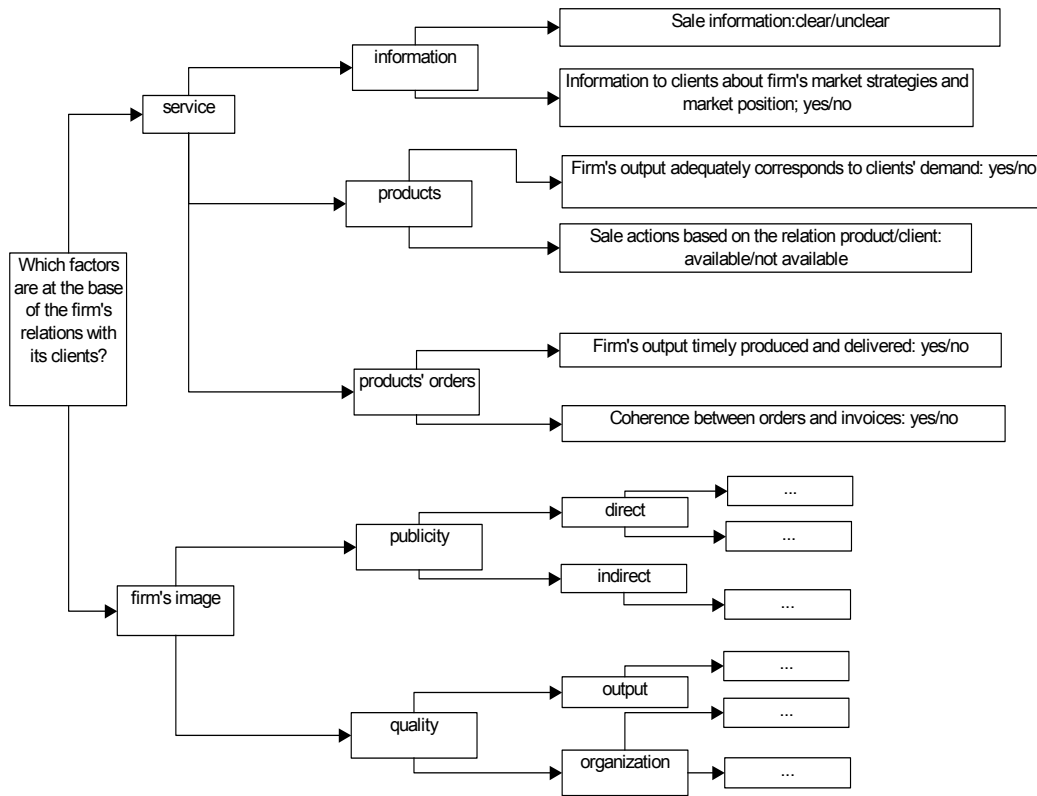 Sale information:clear/unclear
information
Information to clients about firm's market strategies and
market position; yes/no
service
Firm's output adequately corresponds to clients' demand: yes/no
products
Sale actions based on the relation product/client:
available/not available
Which factors
are at the base
of the firm's
relations with
its clients?
Firm's output timely produced and delivered: yes/no
products' orders
Coherence between orders and invoices: yes/no
...
direct
publicity
...
indirect
firm's image
...
...
output
quality
...
organization
...